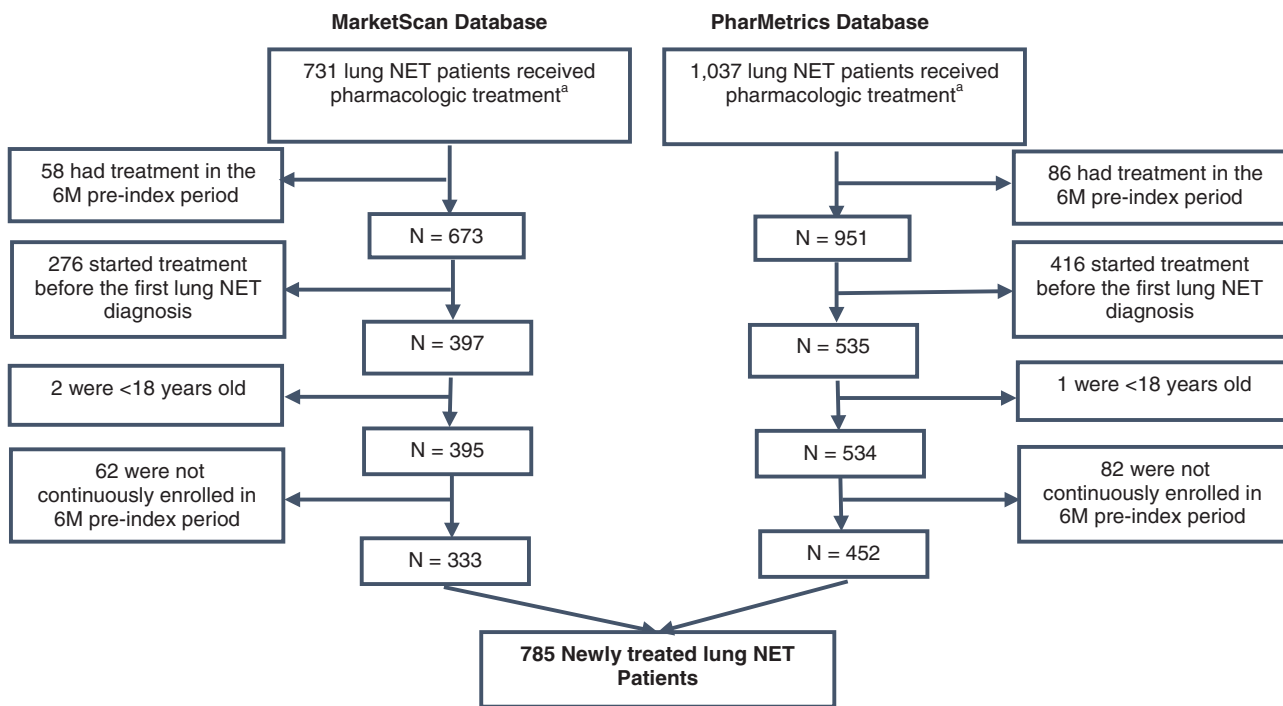 MarketScan Database
731 lung NET patients received
pharmacologic treatmentª
58 had treatment in the
6M pre-index period
N = 673
276 started treatment
before the first lung NET
diagnosis
N = 397
2 were <18 years old
N = 395
62 were not
continuously enrolled in
6M pre-index period
N = 333
PharMetrics Database
1,037 lung NET patients received
pharmacologic treatmentª
86 had treatment in the
6M pre-index period
N = 951
416 started treatment
before the first lung NET
diagnosis
N = 535
1 were <18 years old
N = 534
82 were not
continuously enrolled in
6M pre-index period
N = 452
785 Newly treated lung NET
Patients